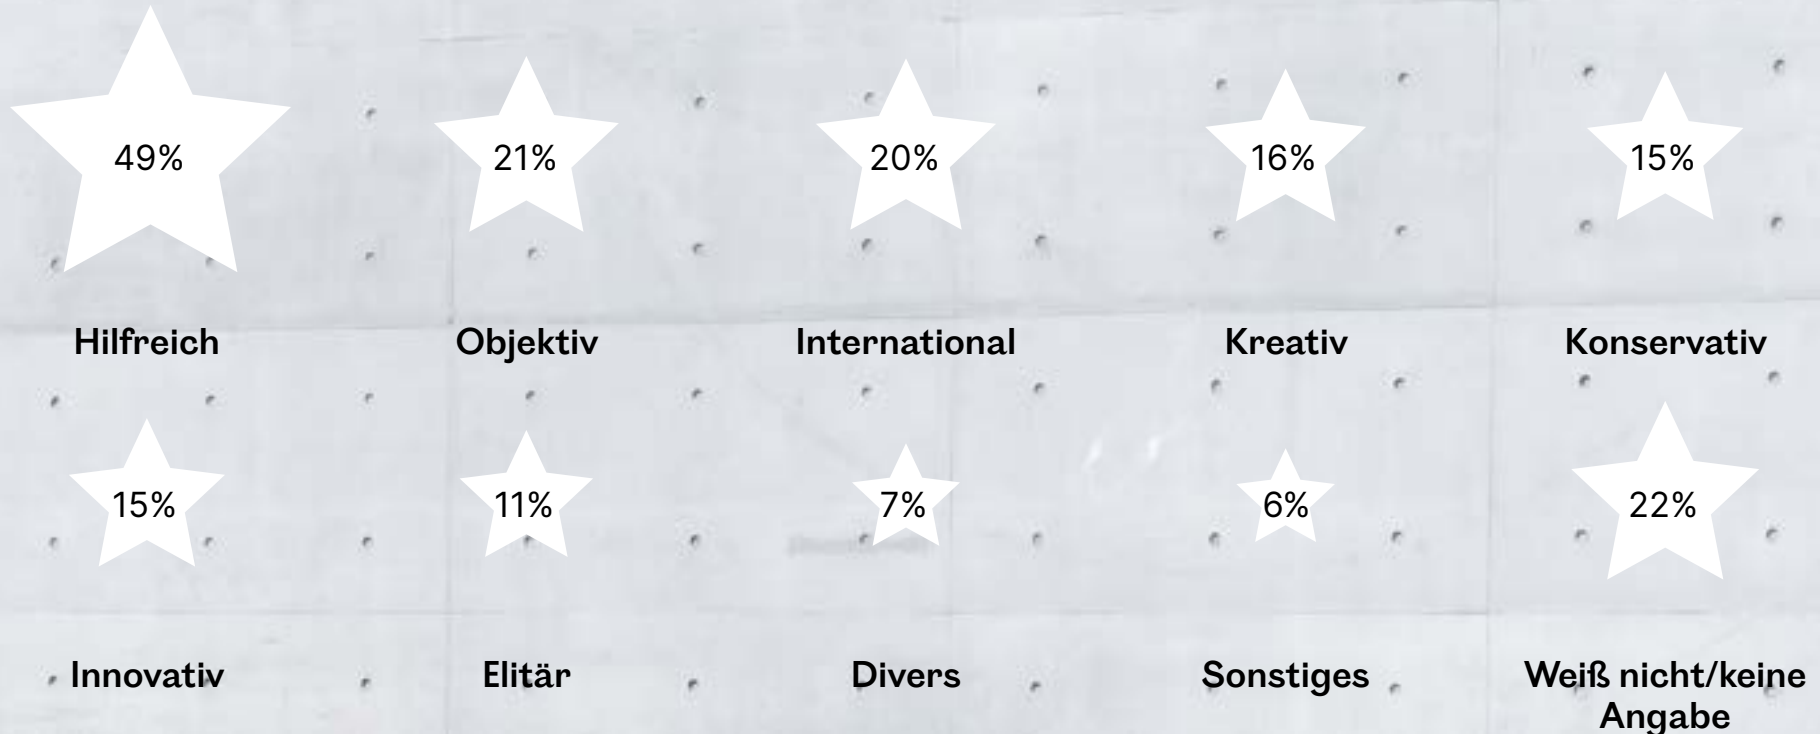 49%
21%
20%
16%
15%
Hilfreich
Objektiv
International
Kreativ
Konservativ
15%
11%
7%
6%
22%
Innovativ
Elitär
Divers
Sonstiges
Weiß nicht/keine
Angabe